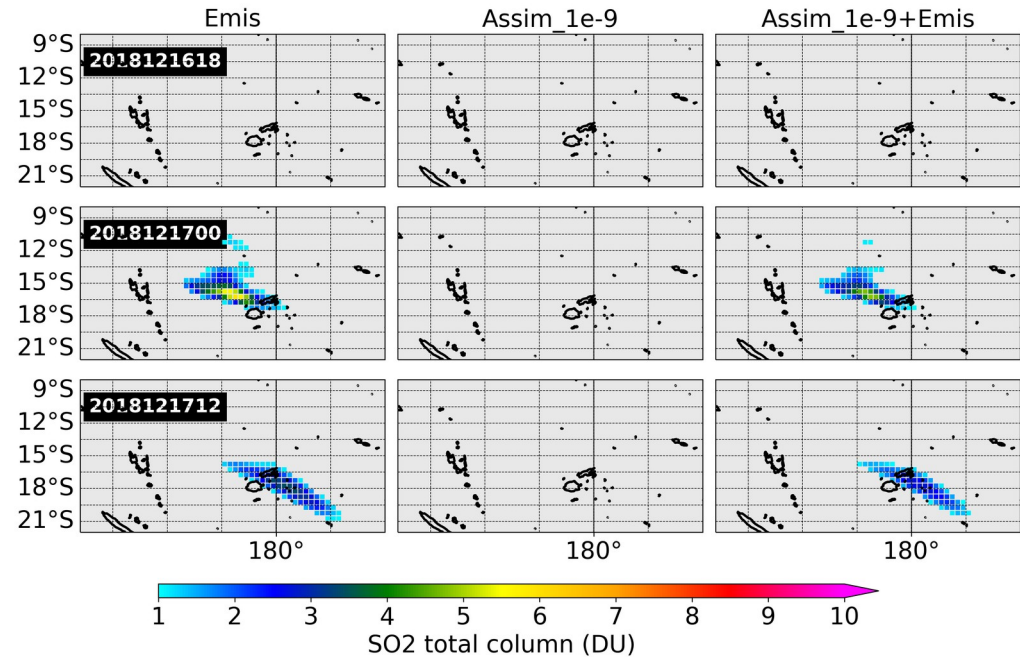 Emis Assim_1e-9 Assim_1e-9+Emis
9°S
2018121618
12°S
15°S
18°S
21°S
9°S
2018121700
12°S
15°S
18°S
21°S
9°S
2018121712
12°S
15°S
18°S
21°S
180° 180° 180°
1 2 3 4 5 6 7 8 9 10
SO2 total column (DU)